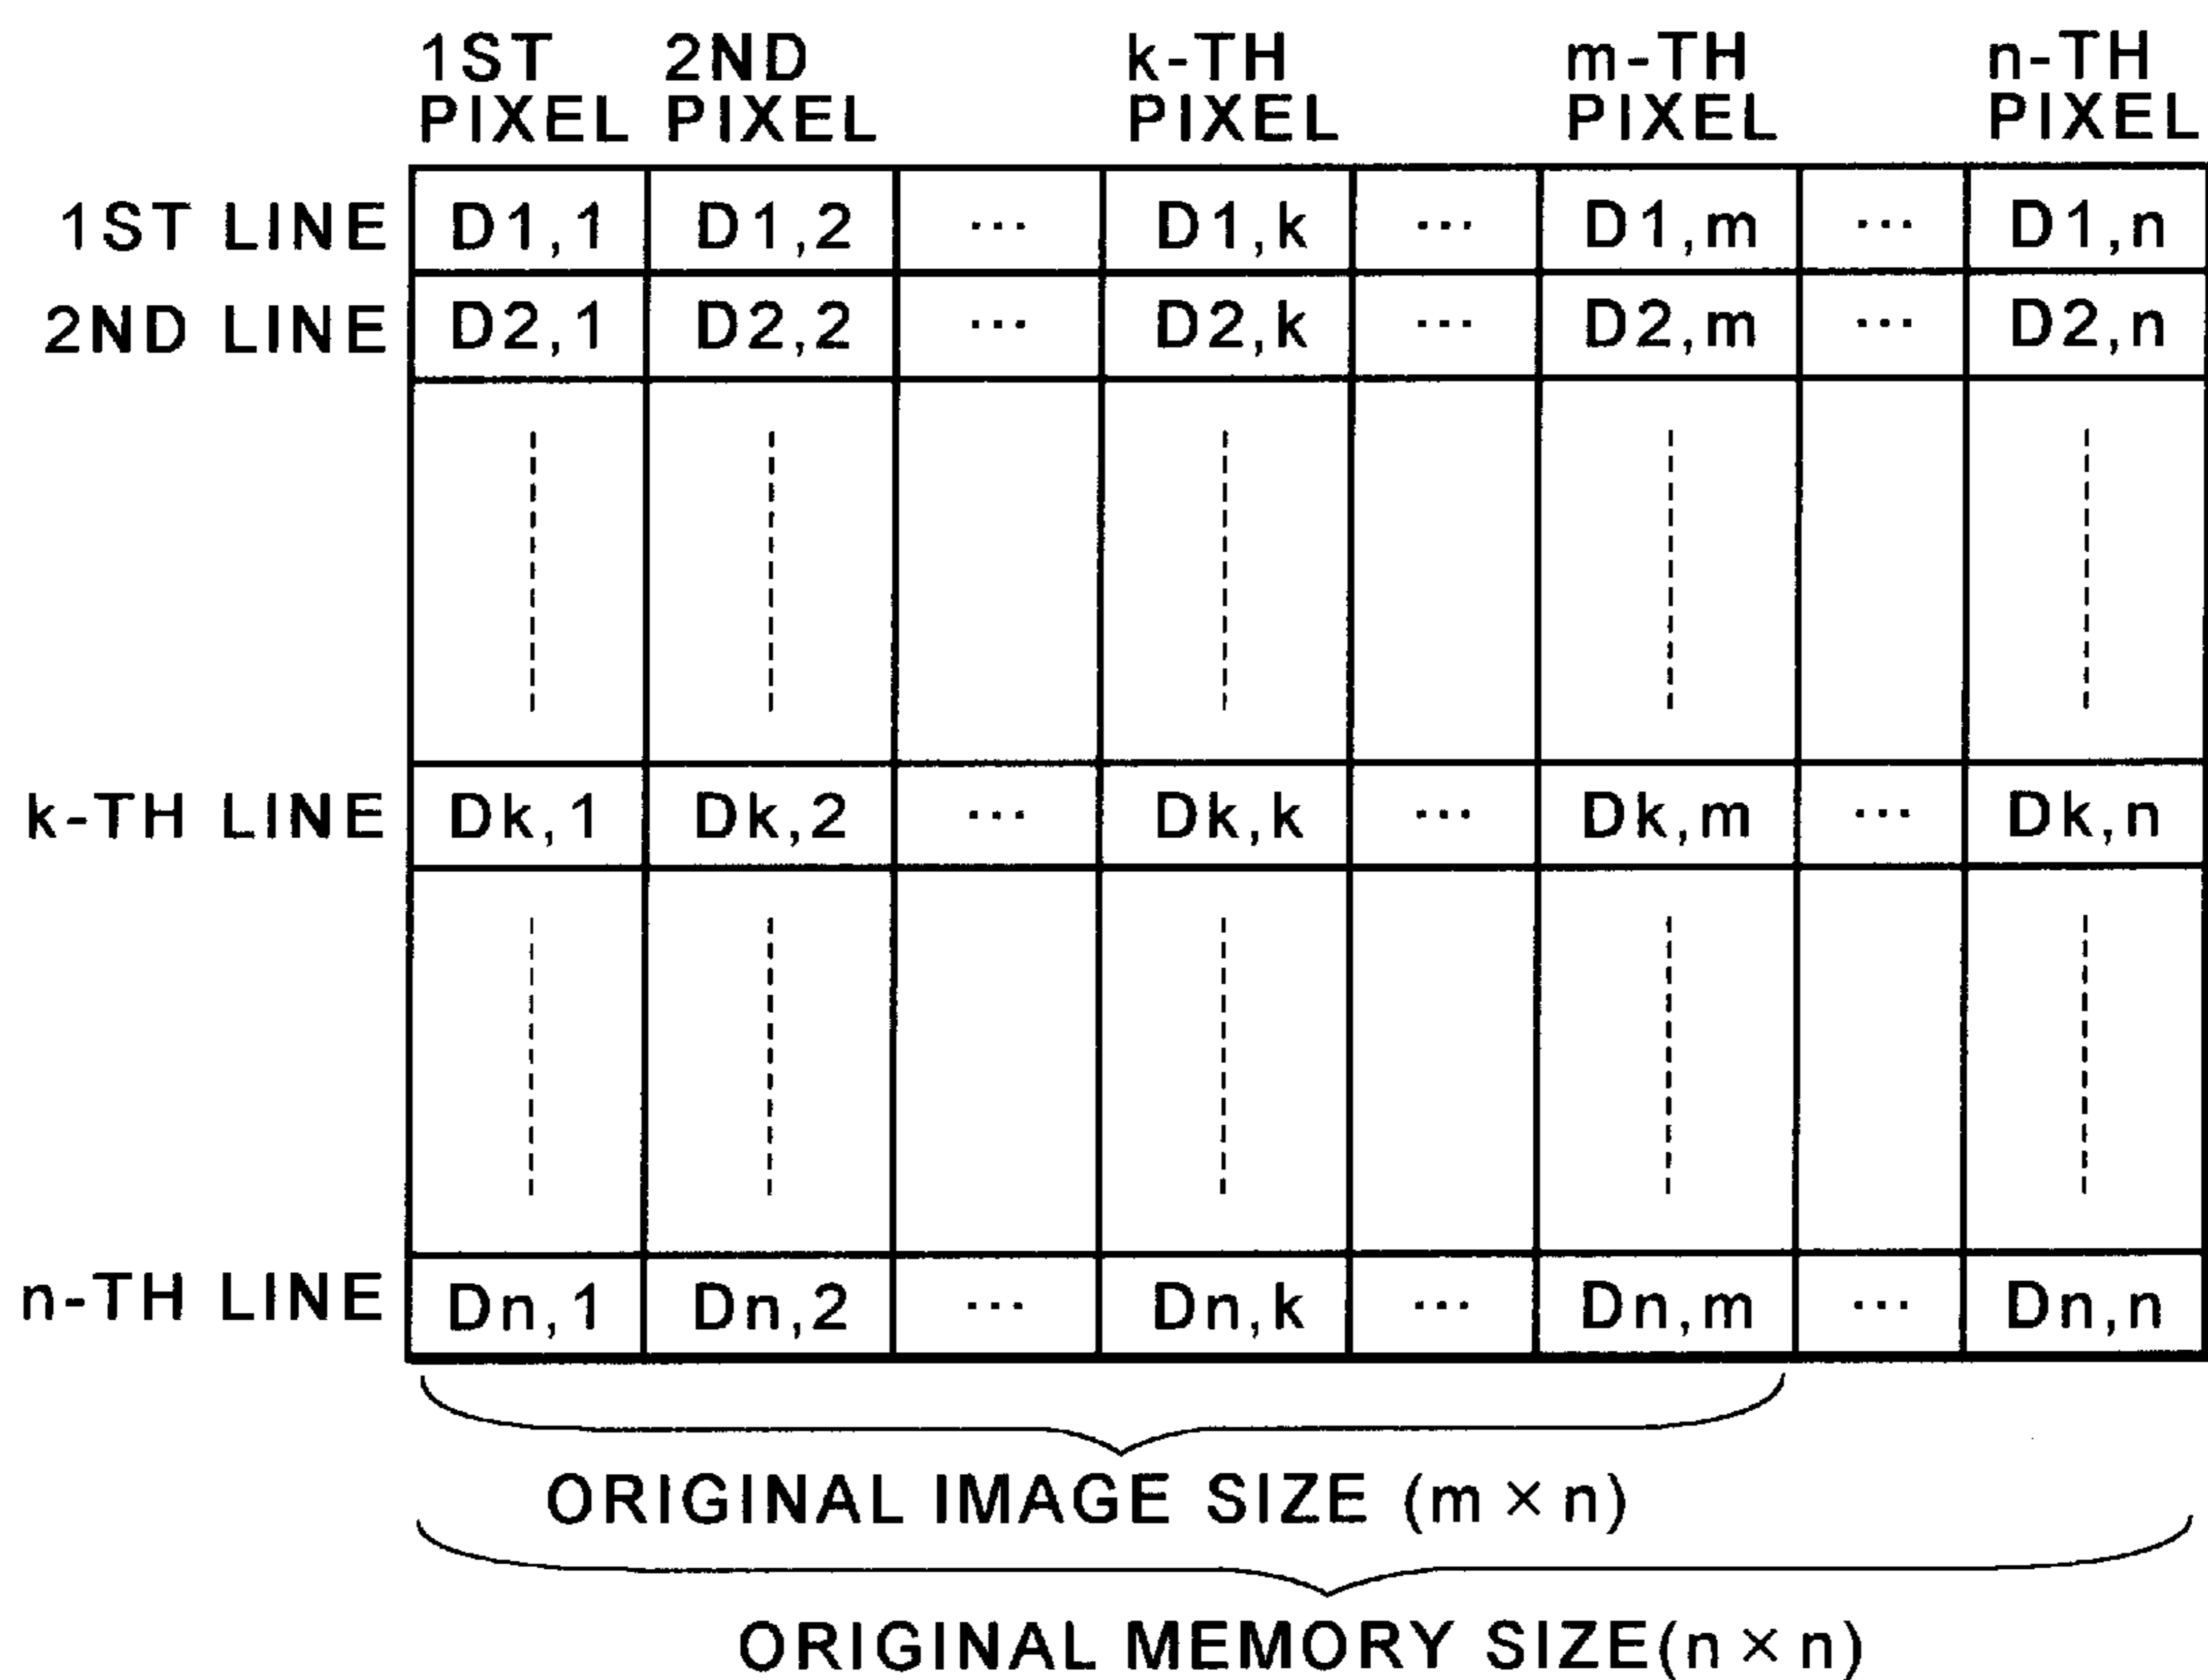 1ST PIXEL 2ND PIXEL k-TH PIXEL m-TH PIXEL n-TH PIXEL
1ST LINE D1,1 D1,2 ... D1,k ... D1,m ... D1,n
2ND LINE D2,1 D2,2 ... D2,k ... D2,m ... D2,n
k-TH LINE Dk,1 Dk,2 ... Dk,k ... Dk,m ... Dk,n
n-TH LINE Dn,1 Dn,2 ... Dn,k ... Dn,m ... Dn,n
ORIGINAL IMAGE SIZE (m × n)
ORIGINAL MEMORY SIZE(n × n)